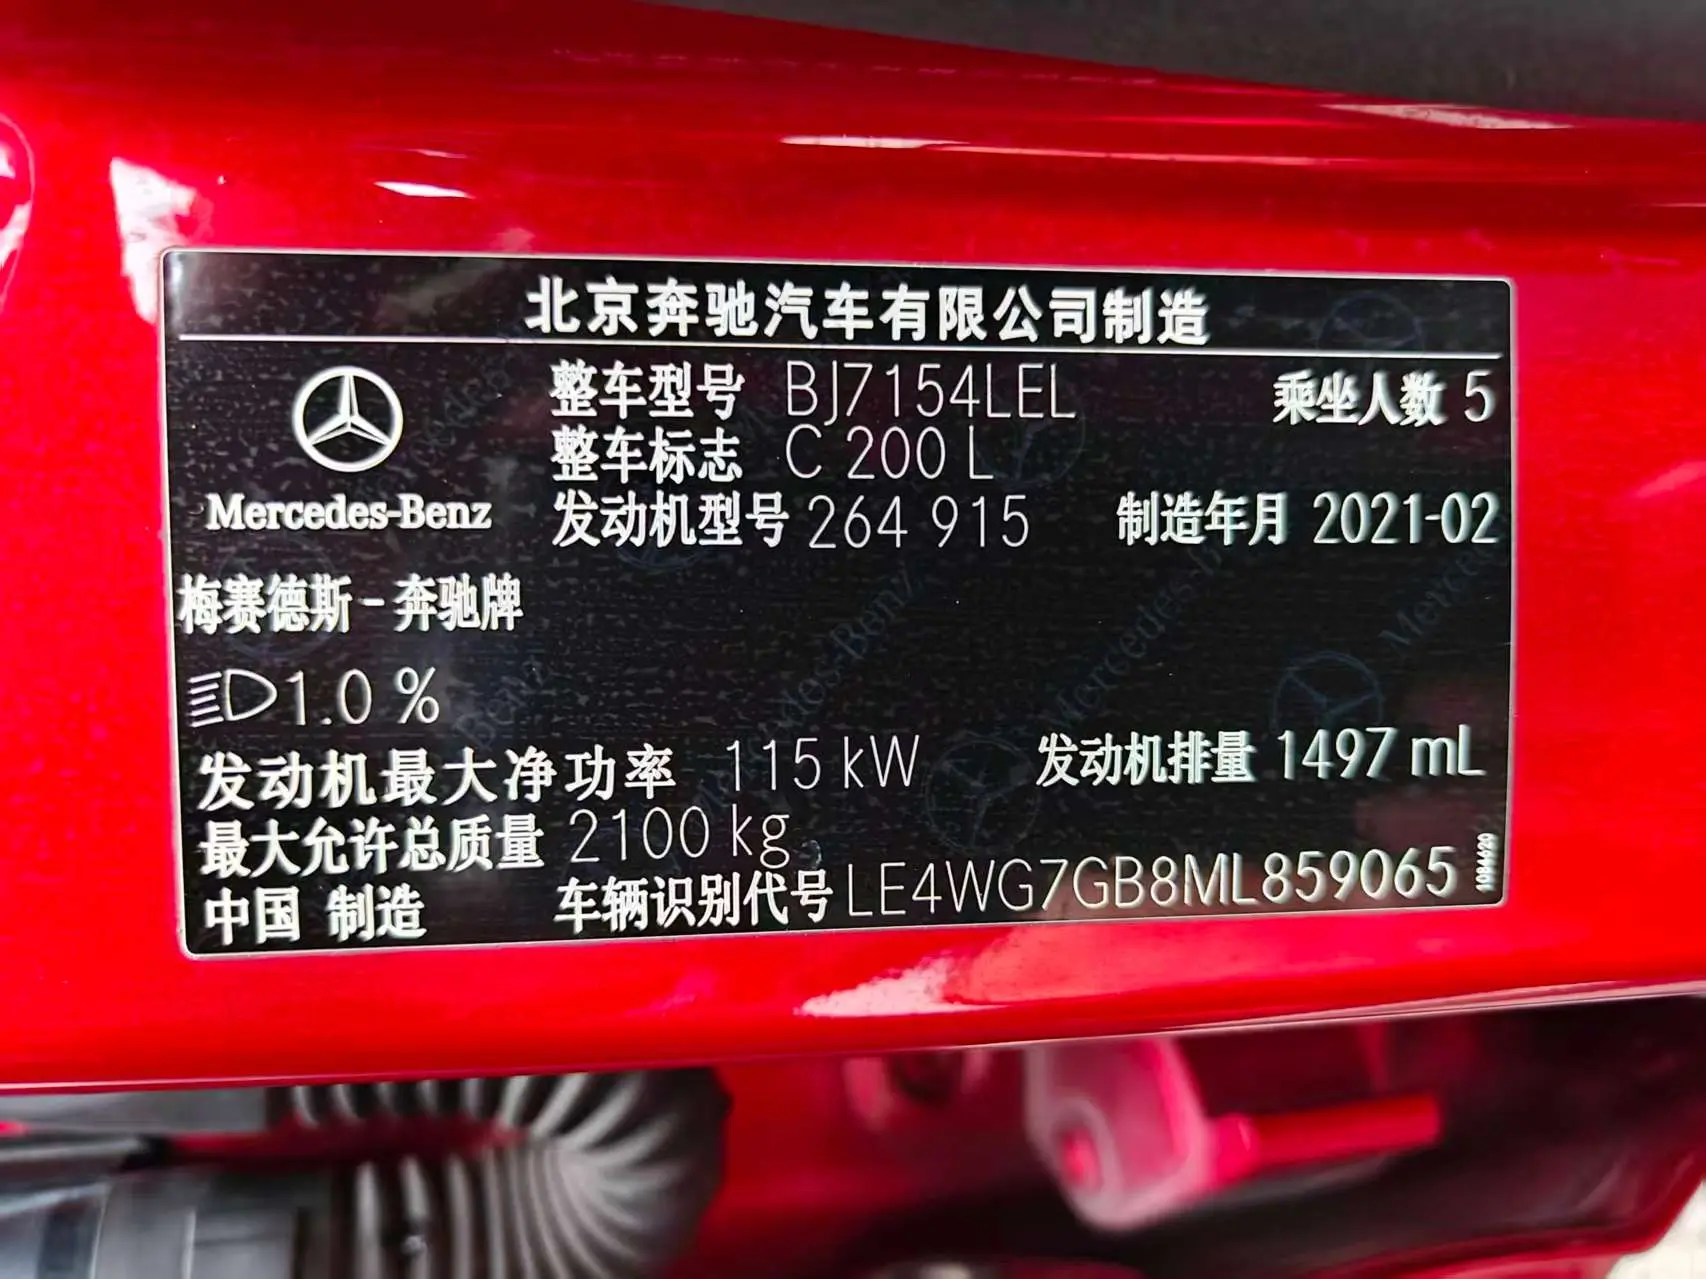 北京奔驰汽车有限公司制造
整车型号 BJ7154LEL 乘坐人数 5
整车标志 C 200 L
Mercedes-Benz 发动机型号 264 915 制造年月 2021-02
梅赛德斯-奔驰牌
1.0 %
发动机最大净功率 115 kW 发动机排量 1497 mL
最大允许总质量 2100 kg
中国 制造 车辆识别代号 LE4WG7GB8ML859065